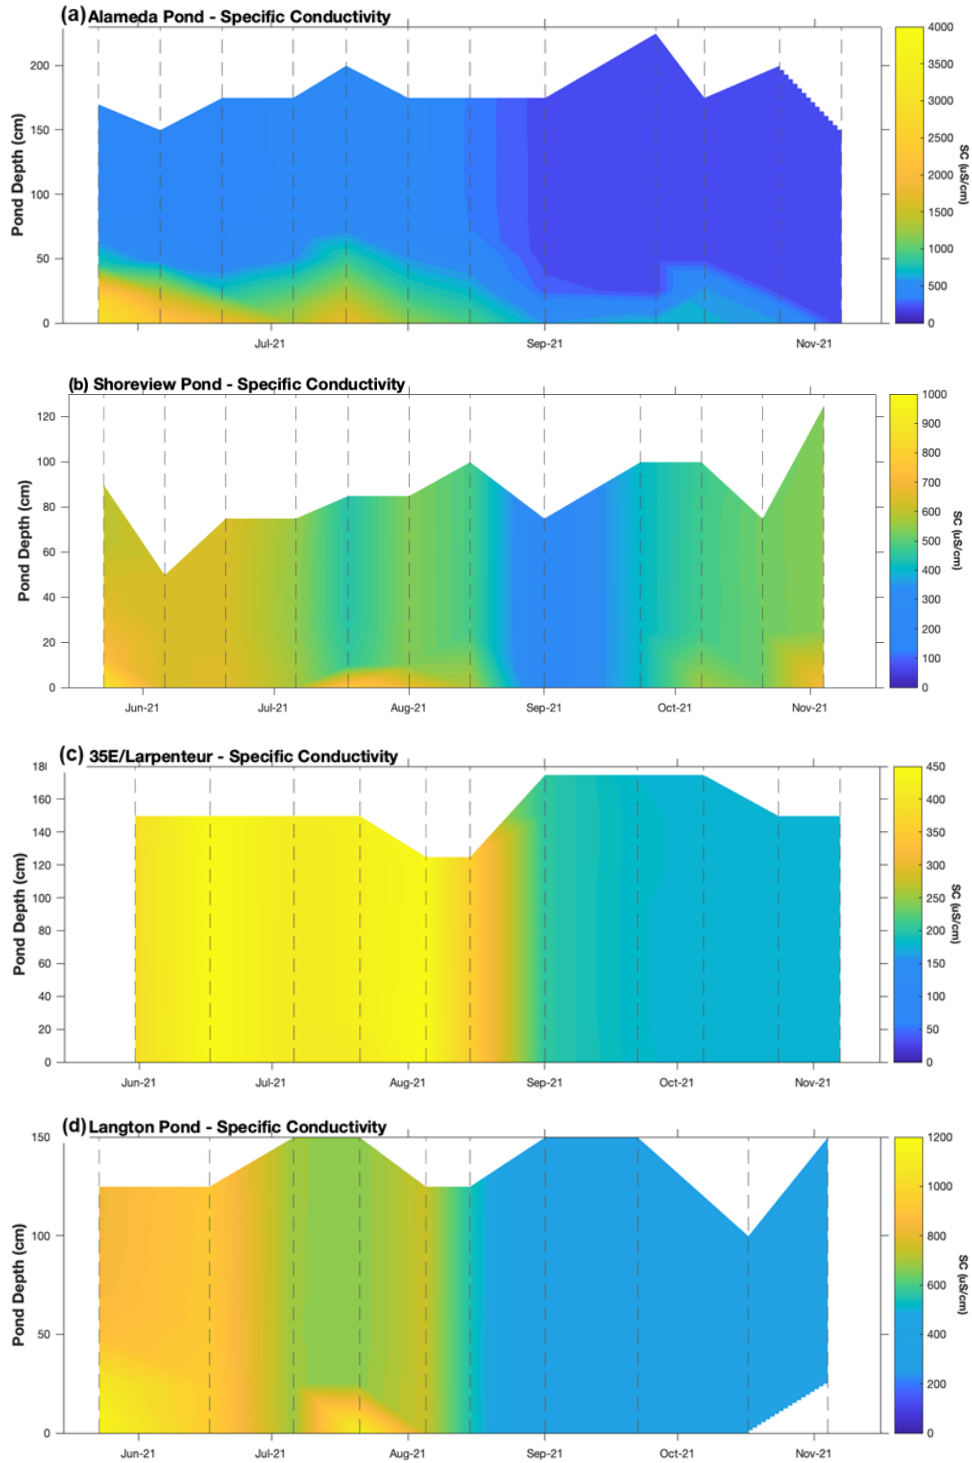 (a) Alameda Pond - Specific Conductivity
4000
3500
3000
2500
2000
1500
1000
500
0
SC (uS/cm)
200
150
100
50
0
Pond Depth (cm)
Jul-21
Sep-21
Nov-21
(b) Shoreview Pond - Specific Conductivity
1000
900
800
700
600
500
400
300
200
100
0
SC (uS/cm)
120
100
80
60
40
20
0
Pond Depth (cm)
Jun-21
Jul-21
Aug-21
Sep-21
Oct-21
Nov-21
(c) 35E/Larpenteur - Specific Conductivity
450
400
350
300
250
200
150
100
50
0
SC (uS/cm)
160
140
120
100
80
60
40
20
0
Pond Depth (cm)
Jun-21
Jul-21
Aug-21
Sep-21
Oct-21
Nov-21
(d) Langton Pond - Specific Conductivity
1200
1000
800
600
400
200
0
SC (uS/cm)
150
100
50
0
Pond Depth (cm)
Jun-21
Jul-21
Aug-21
Sep-21
Oct-21
Nov-21